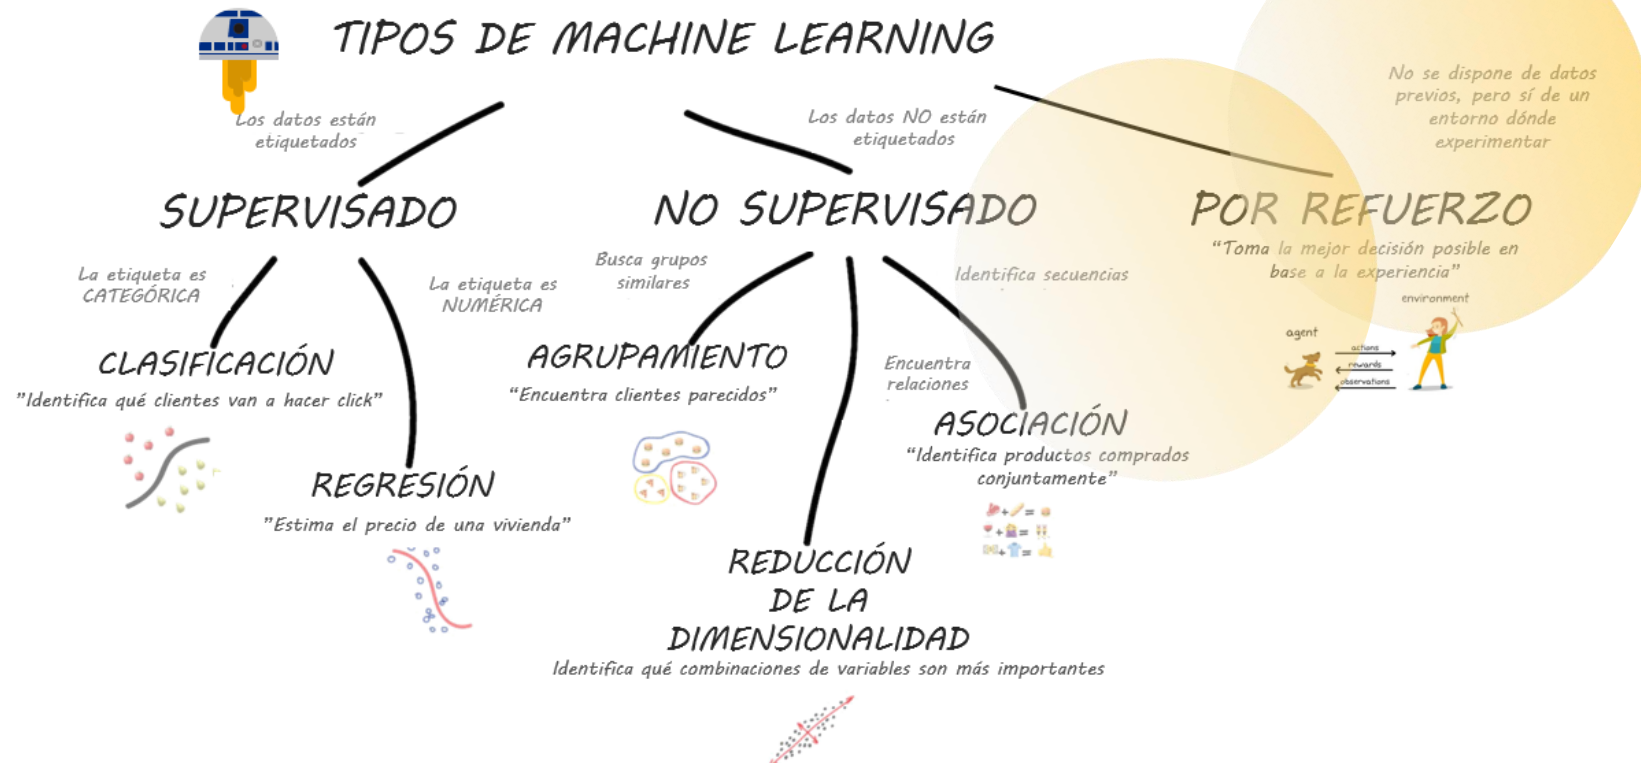 TIPOS DE MACHINE LEARNING
Los datos están
etiquetados
Los datos NO están
etiquetados
No se dispone de datos
previos, pero sí de un
entorno dónde
experimentar
SUPERVISADO
NO SUPERVISADO
POR REFUERZO
"Toma la mejor decisión posible en
base a la experiencia"
La etiqueta es
CATEGÓRICA
La etiqueta es
NUMÉRICA
Busca grupos
similares
Identifica secuencias
Encuentra
relaciones
environment
agent
actions
rewards
observations
CLASIFICACIÓN
"Identifica qué clientes van a hacer click"
AGRUPAMIENTO
"Encuentra clientes parecidos"
ASOCIACIÓN
"Identifica productos comprados
conjuntamente"
REGRESIÓN
"Estima el precio de una vivienda"
REDUCCIÓN
DE LA
DIMENSIONALIDAD
Identifica qué combinaciones de variables son más importantes